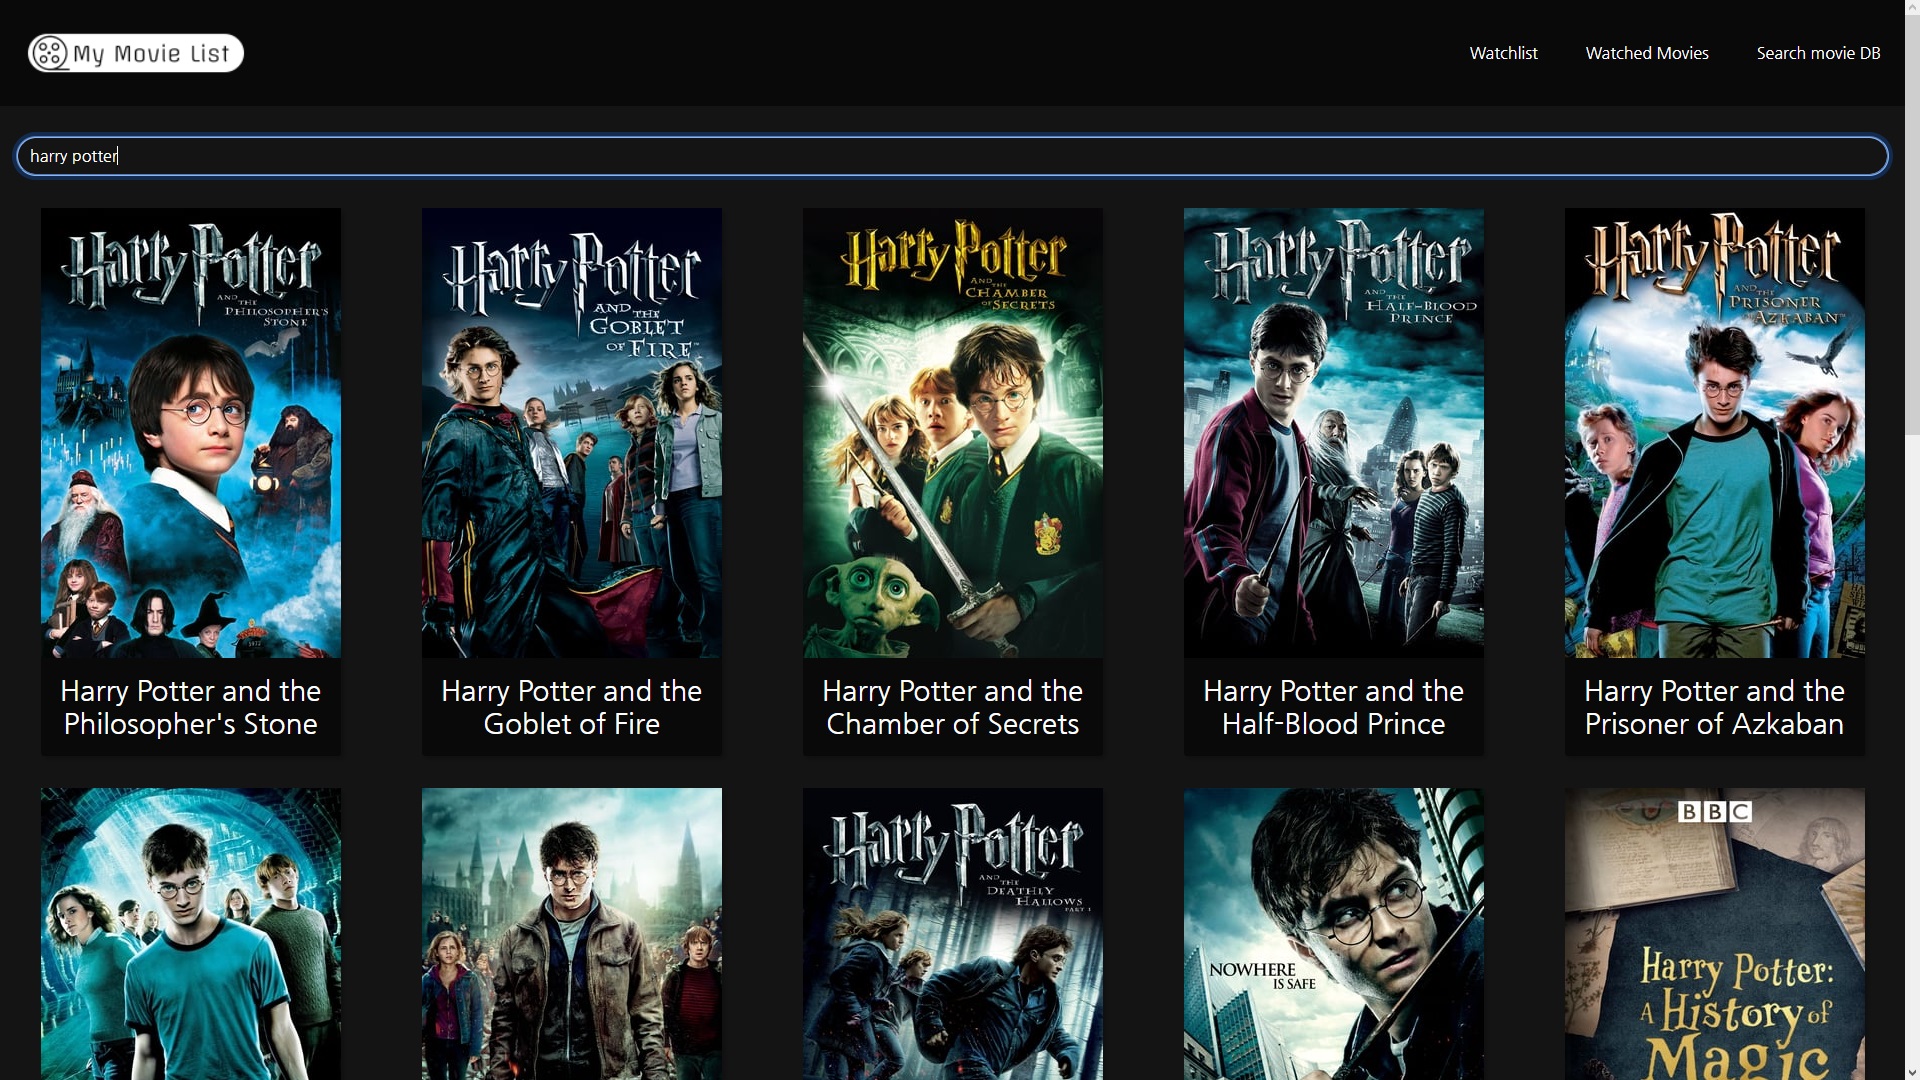 My Movie List
Watchlist
Watched Movies
Search movie DB
harry potter
Harry Potter
AND THE
PHILOSOPHER'S
STONE
Harry Potter
AND THE
GOBLET
OF FIRE
Harry Potter
AND THE
CHAMBER
OF SECRETS
Harry Potter
AND THE
HALF-BLOOD
PRINCE
Harry Potter
AND THE
PRISONER
OF AZKABAN
Harry Potter and the
Philosopher's Stone
Harry Potter and the
Goblet of Fire
Harry Potter and the
Chamber of Secrets
Harry Potter and the
Half-Blood Prince
Harry Potter and the
Prisoner of Azkaban
Harry Potter
AND THE
DEATHLY
HALLOWS
PART 1
NOWHERE
IS SAFE
BBC
Harry Potter:
A History of
Magic